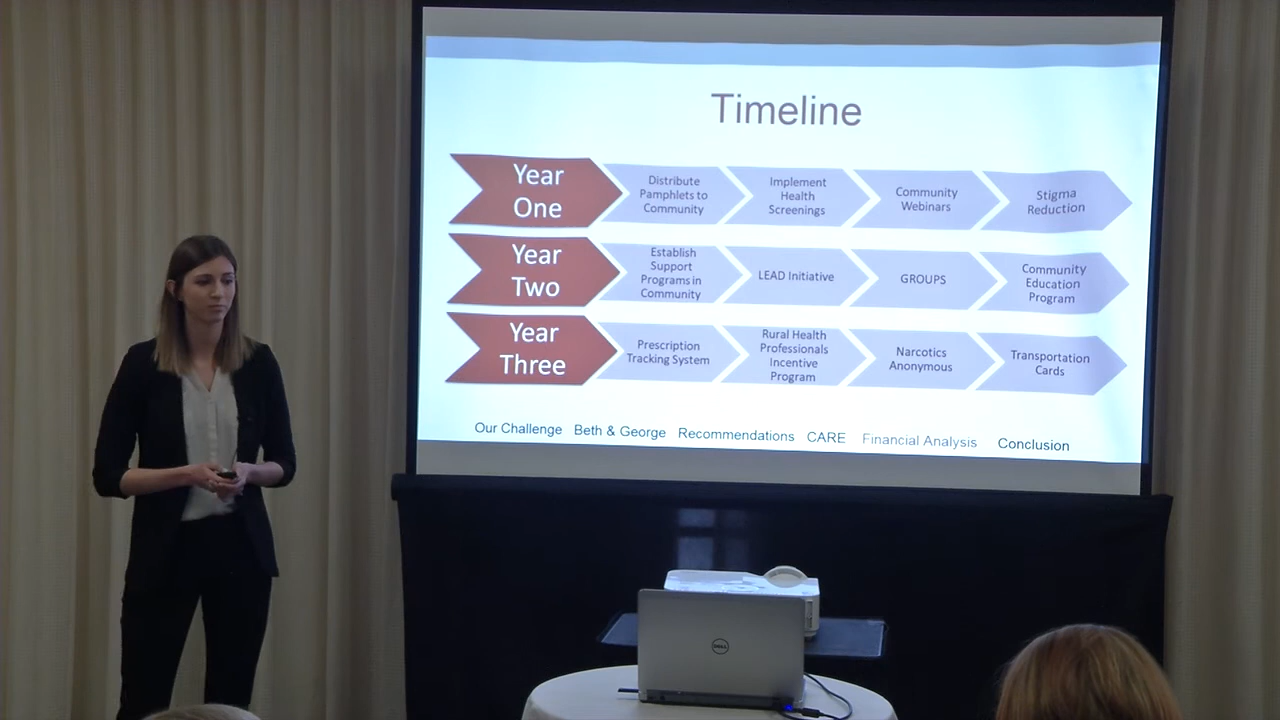 Timeline
Year
One
Distribute
Pamphlets to
Community
Implement
Health
Screenings
Community
Webinars
Stigma
Reduction
Year
Two
Establish
Support
Programs in
Community
LEAD Initiative
GROUPS
Community
Education
Program
Year
Three
Prescription
Tracking System
Rural Health
Professionals
Incentive
Program
Narcotics
Anonymous
Transportation
Cards
Our Challenge Beth & George Recommendations CARE Financial Analysis Conclusion
DELL